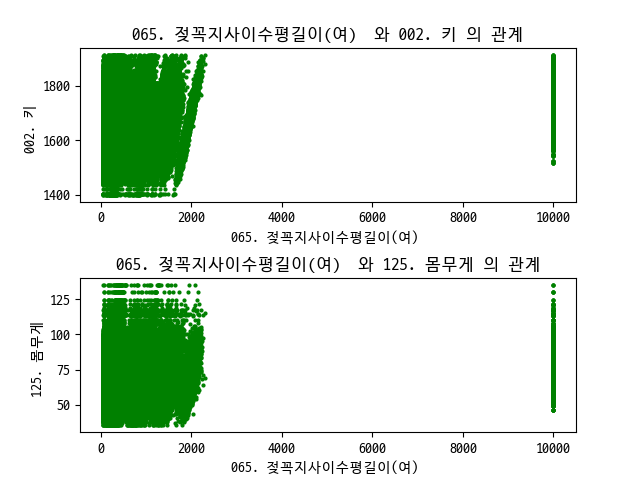 065. 젖꼭지사이수평길이(여)  와 002. 키 의 관계
002. 키
1800
1600
1400
0 2000 4000 6000 8000 10000
065. 젖꼭지사이수평길이(여)
065. 젖꼭지사이수평길이(여)  와 125. 몸무게 의 관계
125. 몸무게
125
100
75
50
0 2000 4000 6000 8000 10000
065. 젖꼭지사이수평길이(여)